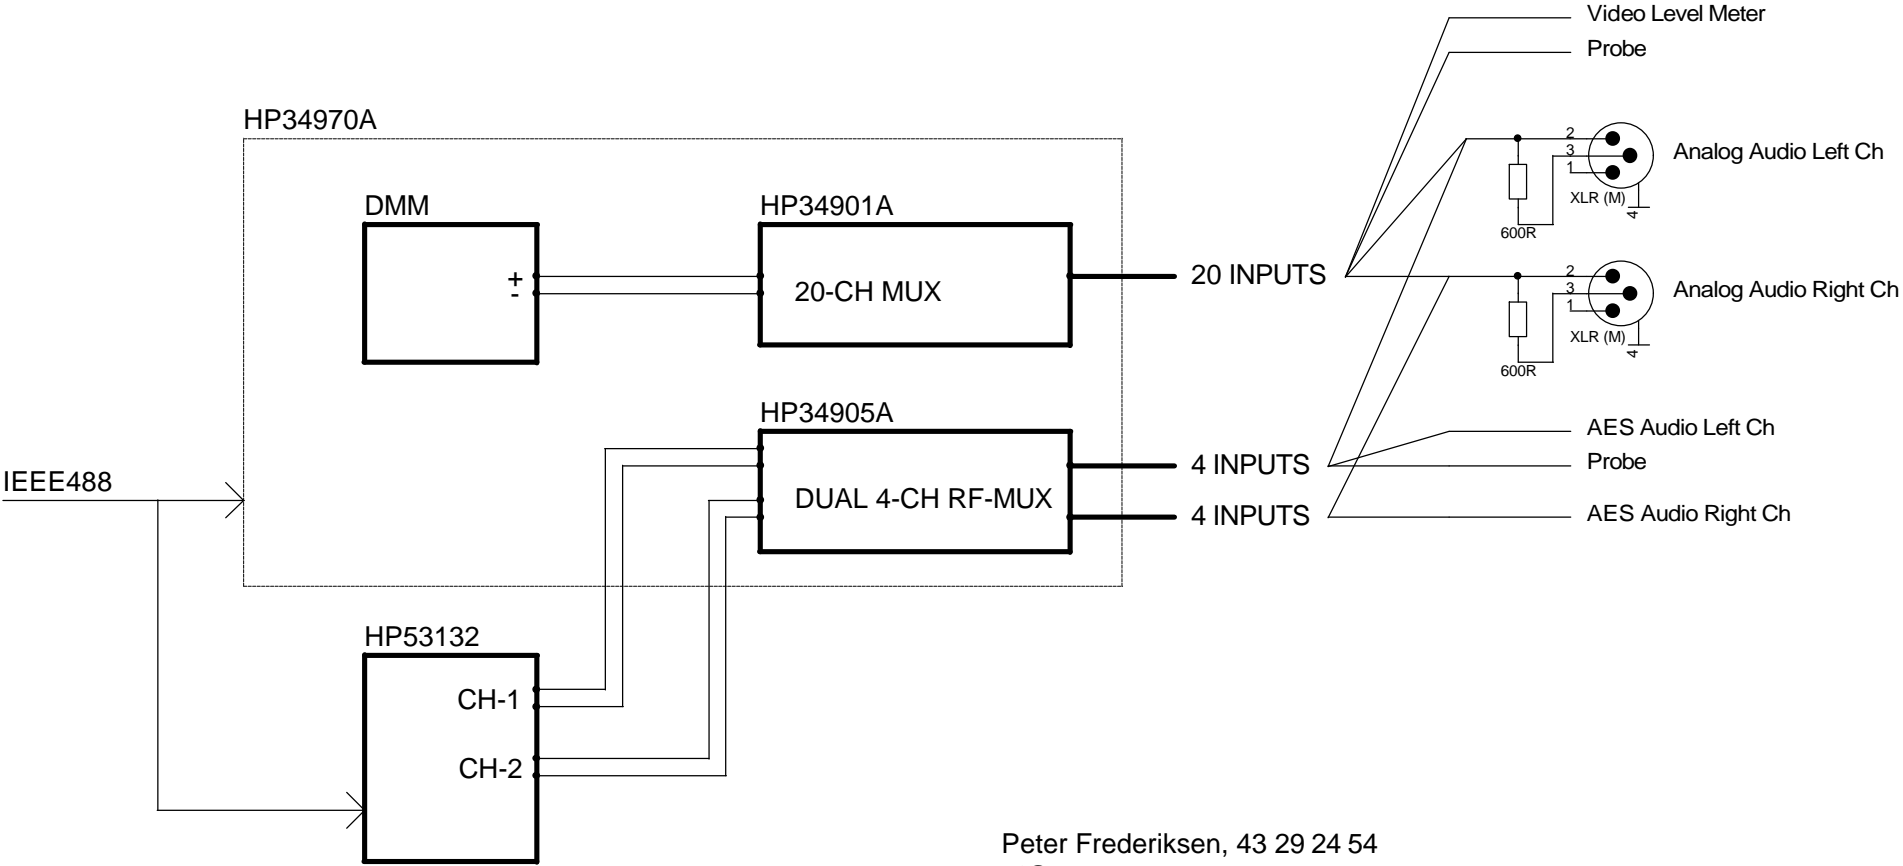 Video Level Meter
Probe
HP34970A
2
3
1
Analog Audio Left Ch
XLR (M)
4
600R
DMM
HP34901A
+
-
20-CH MUX
20 INPUTS
2
3
1
Analog Audio Right Ch
XLR (M)
4
600R
HP34905A
DUAL 4-CH RF-MUX
4 INPUTS
4 INPUTS
AES Audio Left Ch
Probe
AES Audio Right Ch
IEEE488
HP53132
CH-1
CH-2
Peter Frederiksen, 43 29 24 54